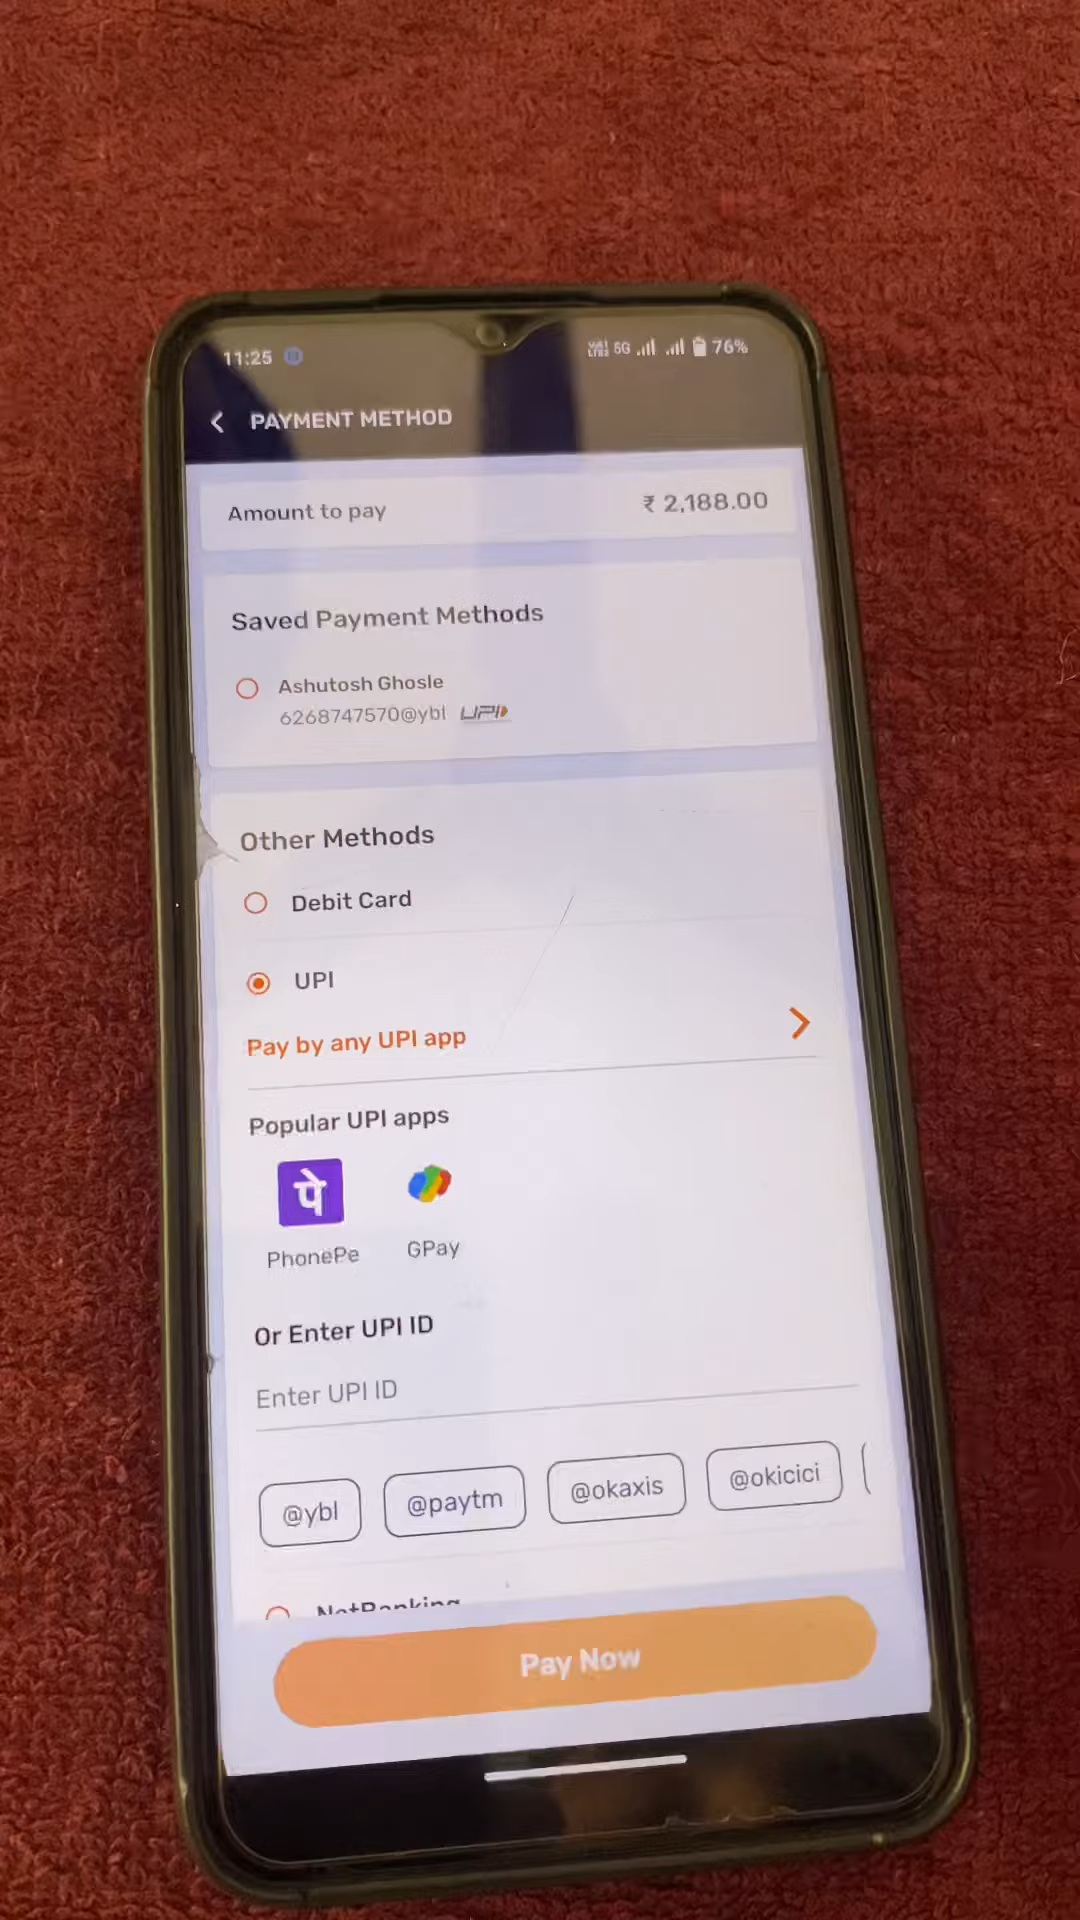 11:25
5G 76%
PAYMENT METHOD
Amount to pay ₹ 2,188.00
Saved Payment Methods
Ashutosh Ghosle
6268747570@ybl UPI
Other Methods
Debit Card
UPI
Pay by any UPI app
Popular UPI apps
पे
PhonePe GPay
Or Enter UPI ID
Enter UPI ID
@ybl @paytm @okaxis @okicici
NetBanking
Pay Now